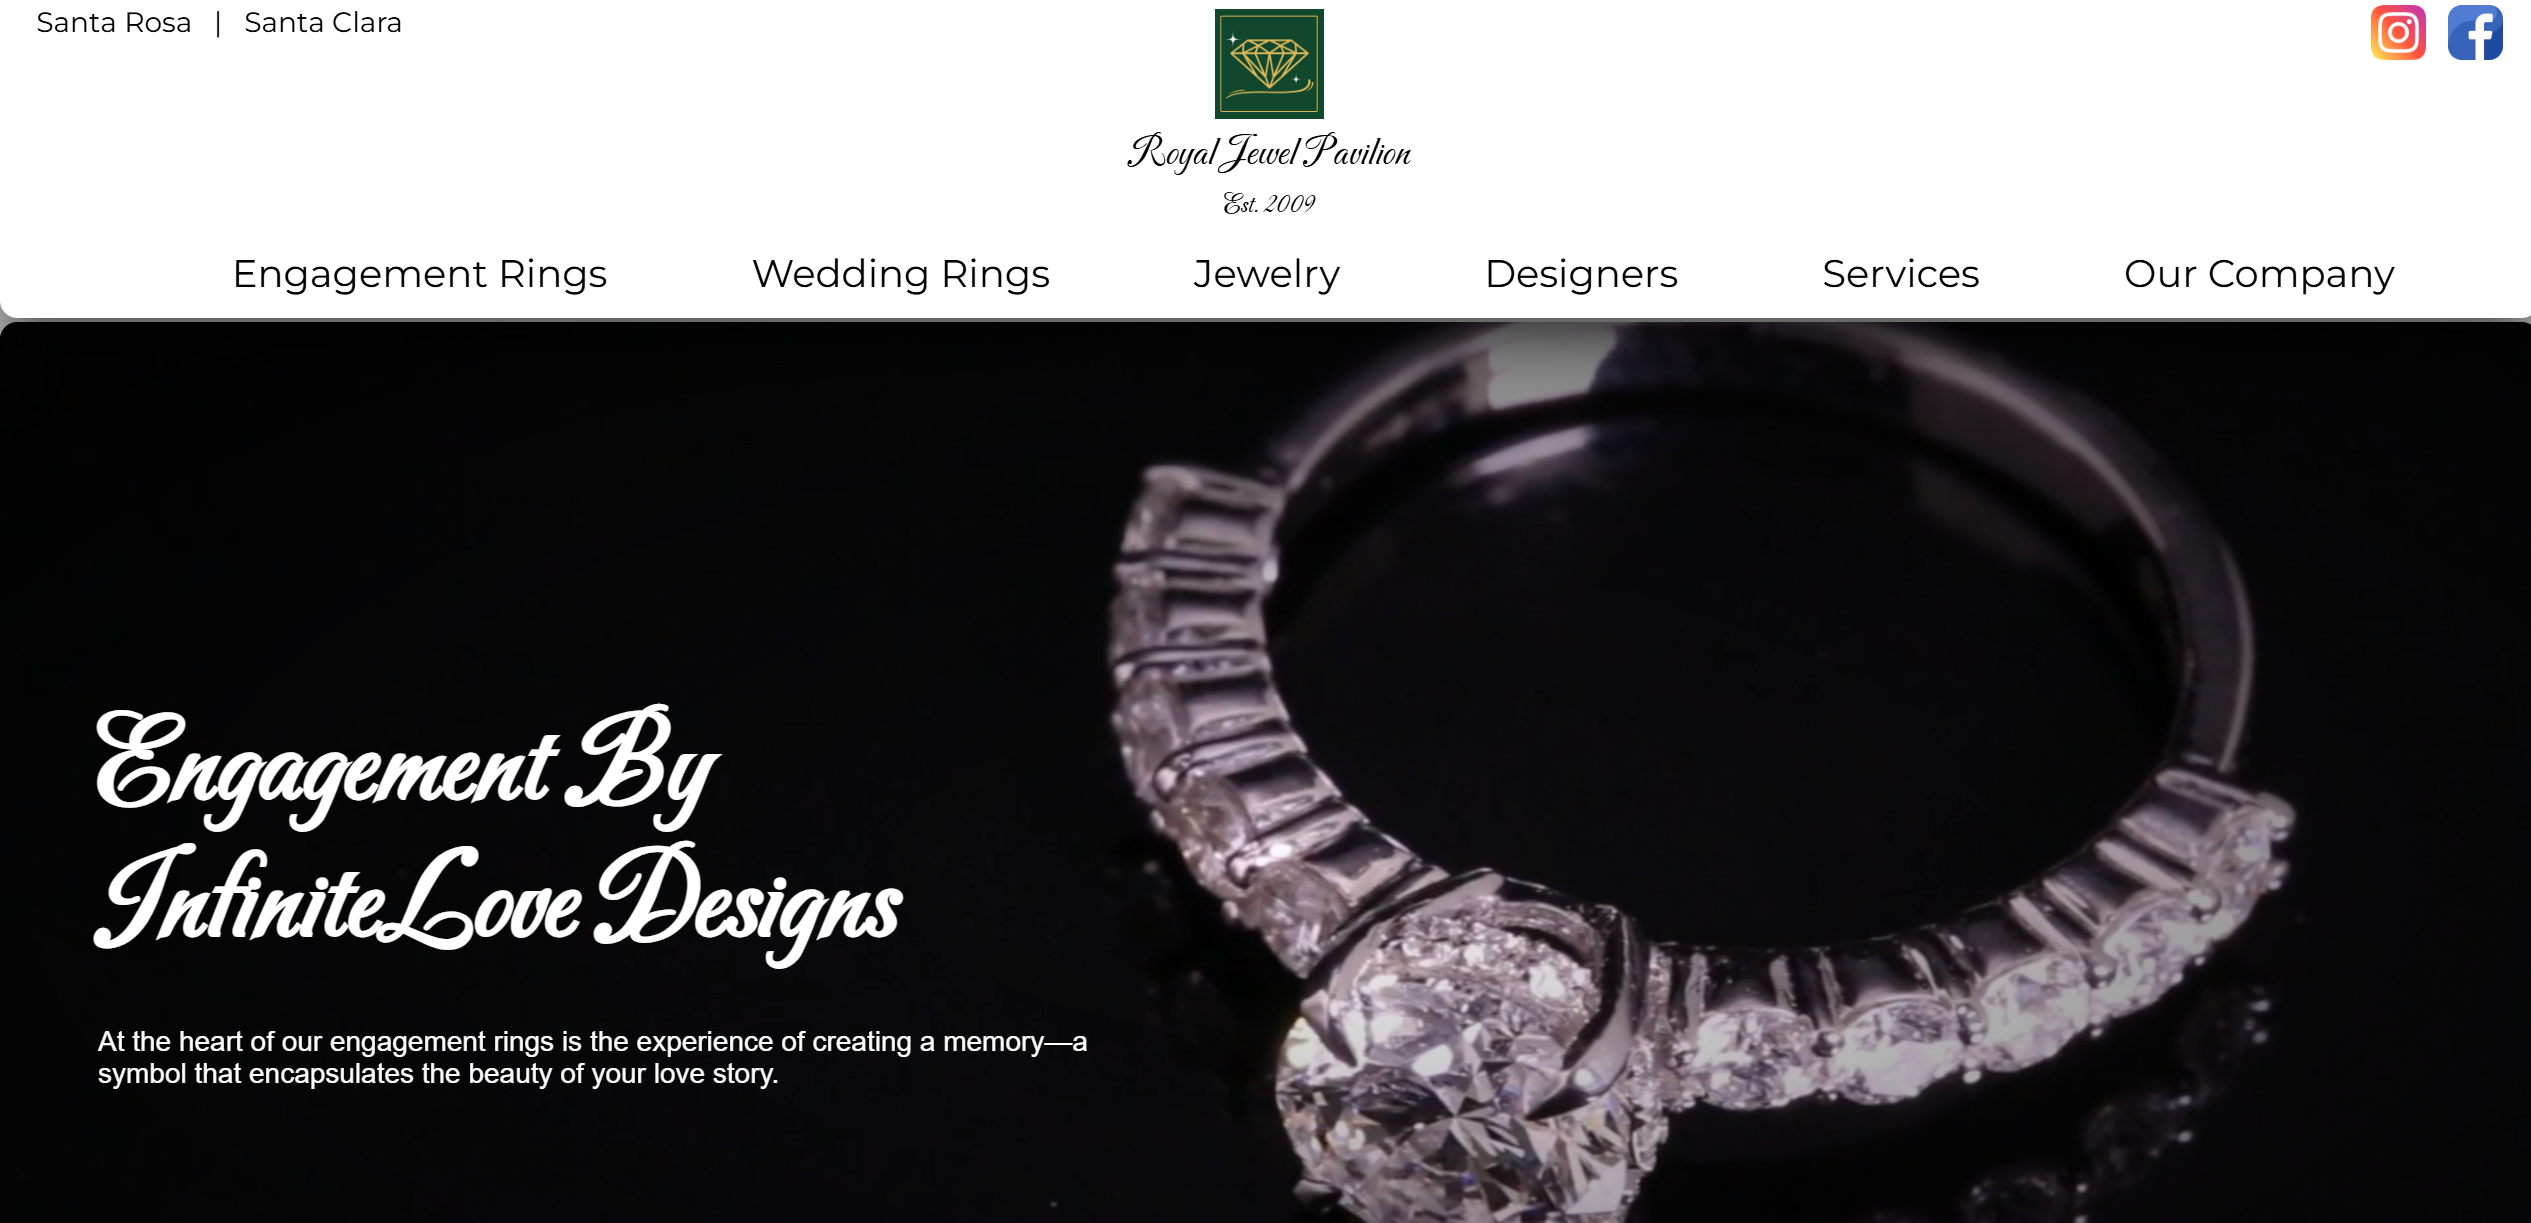 Santa Rosa | Santa Clara
Royal Jewel Pavilion
Est. 2009
Engagement Rings Wedding Rings Jewelry Designers Services Our Company
Engagement By
InfiniteLove Designs
At the heart of our engagement rings is the experience of creating a memory—a
symbol that encapsulates the beauty of your love story.